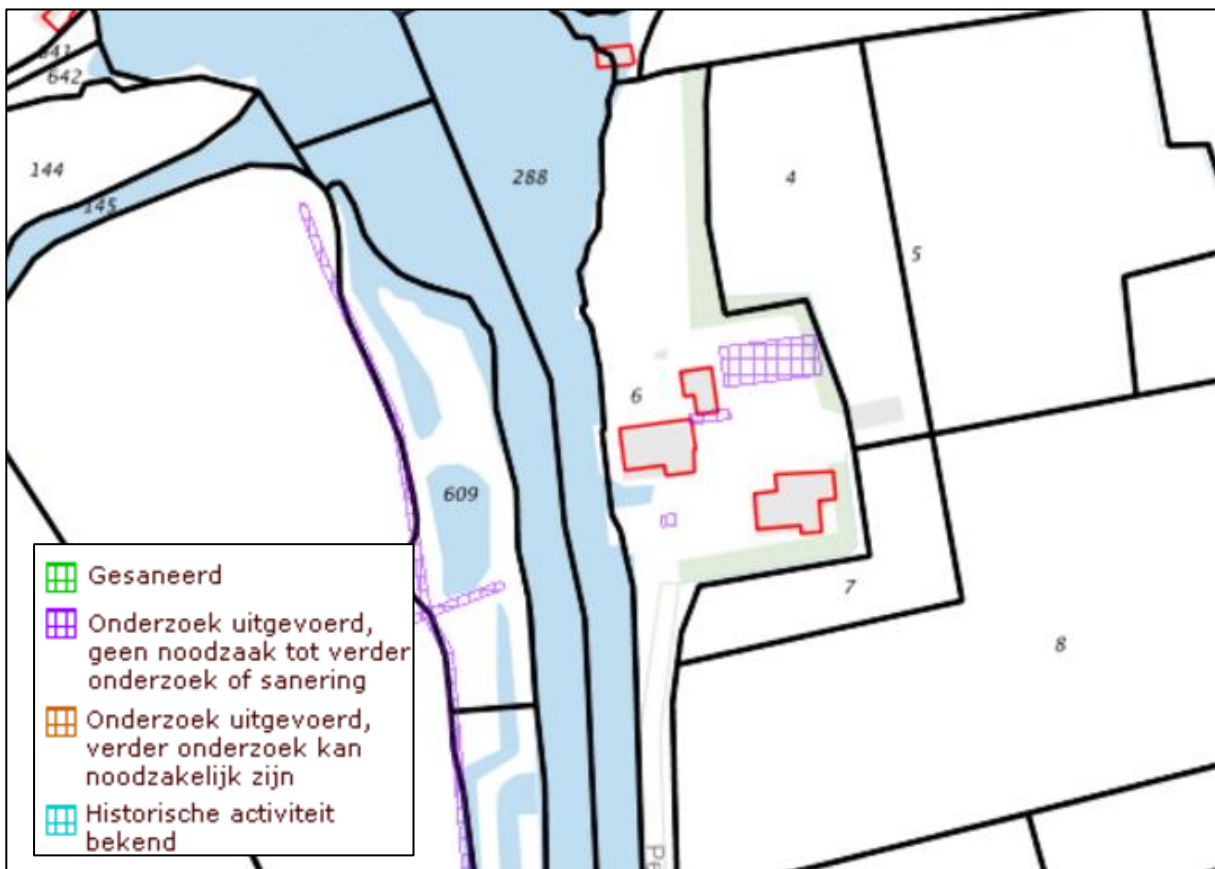 642
144
145
288
4
5
6
609
7
8
Gesaneerd
Onderzoek uitgevoerd,
geen noodzaak tot verder
onderzoek of sanering
Onderzoek uitgevoerd,
verder onderzoek kan
noodzakelijk zijn
Historische activiteit
bekend